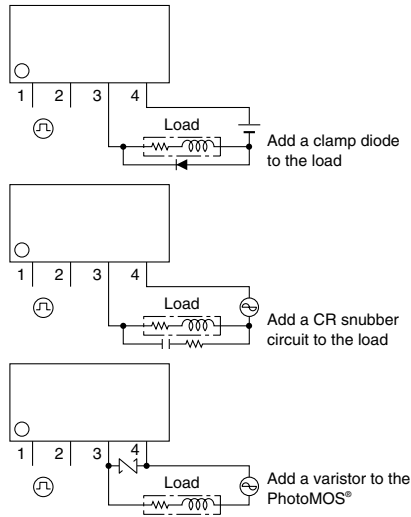 1 2 3 4
Load
Add a clamp diode
to the load
1 2 3 4
Load
Add a CR snubber
circuit to the load
1 2 3 4
Load
Add a varistor to the
PhotoMOS®